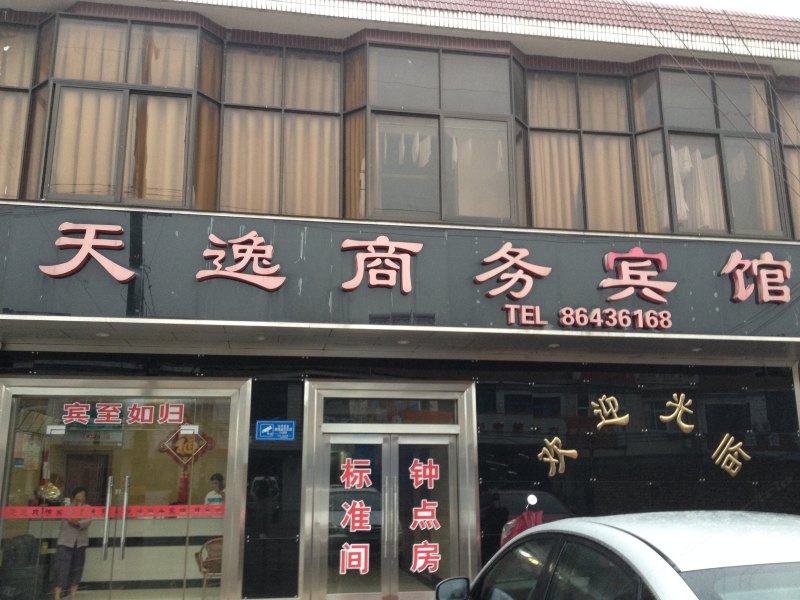 天逸商务宾馆
TEL 86436168
宾至如归
欢迎光临
标准间
钟点房
福